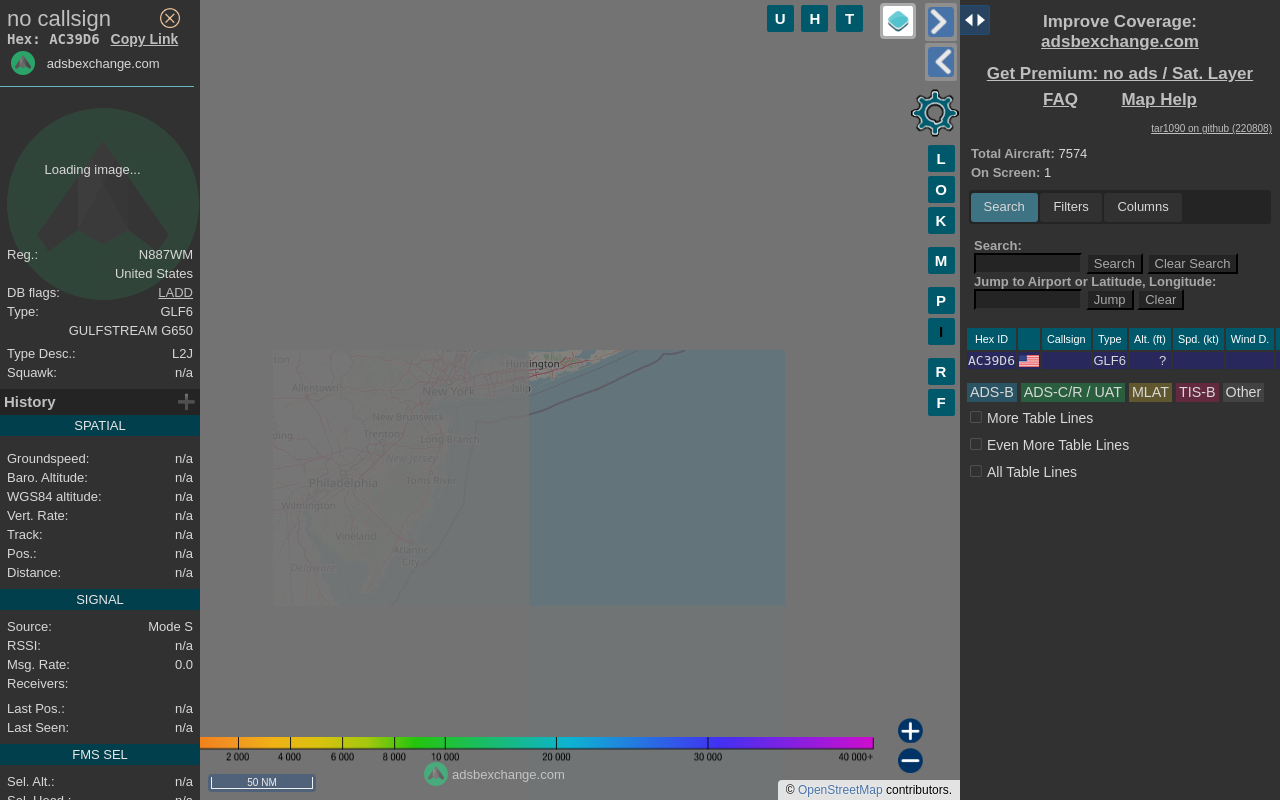 no callsign
Hex: AC39D6 Copy Link
adsbexchange.com
Loading image...
Reg.: N887WM
United States
DB flags: LADD
Type: GLF6
GULFSTREAM G650
Type Desc.: L2J
Squawk: n/a
History
SPATIAL
Groundspeed: n/a
Baro. Altitude: n/a
WGS84 altitude: n/a
Vert. Rate: n/a
Track: n/a
Pos.: n/a
Distance: n/a
SIGNAL
Source: Mode S
RSSI: n/a
Msg. Rate: 0.0
Receivers:
Last Pos.: n/a
Last Seen: n/a
FMS SEL
Sel. Alt.: n/a
Sel. Head.: n/a
U H T
L
O
K
M
P
I
R
F
Huntington
Islip
Allentown
New York
New Brunswick
Trenton
Long Branch
New Jersey
Philadelphia
Toms River
Wilmington
Vineland
Atlantic
City
Delaware
2 000 4 000 6 000 8 000 10 000 20 000 30 000 40 000+
adsbexchange.com
50 NM
© OpenStreetMap contributors.
Improve Coverage:
adsbexchange.com
Get Premium: no ads / Sat. Layer
FAQ Map Help
tar1090 on github (220808)
Total Aircraft: 7574
On Screen: 1
Search Filters Columns
Search:
Search Clear Search
Jump to Airport or Latitude, Longitude:
Jump Clear
Hex ID Callsign Type Alt. (ft) Spd. (kt) Wind D.
AC39D6 GLF6 ?
ADS-B ADS-C/R / UAT MLAT TIS-B Other
More Table Lines
Even More Table Lines
All Table Lines